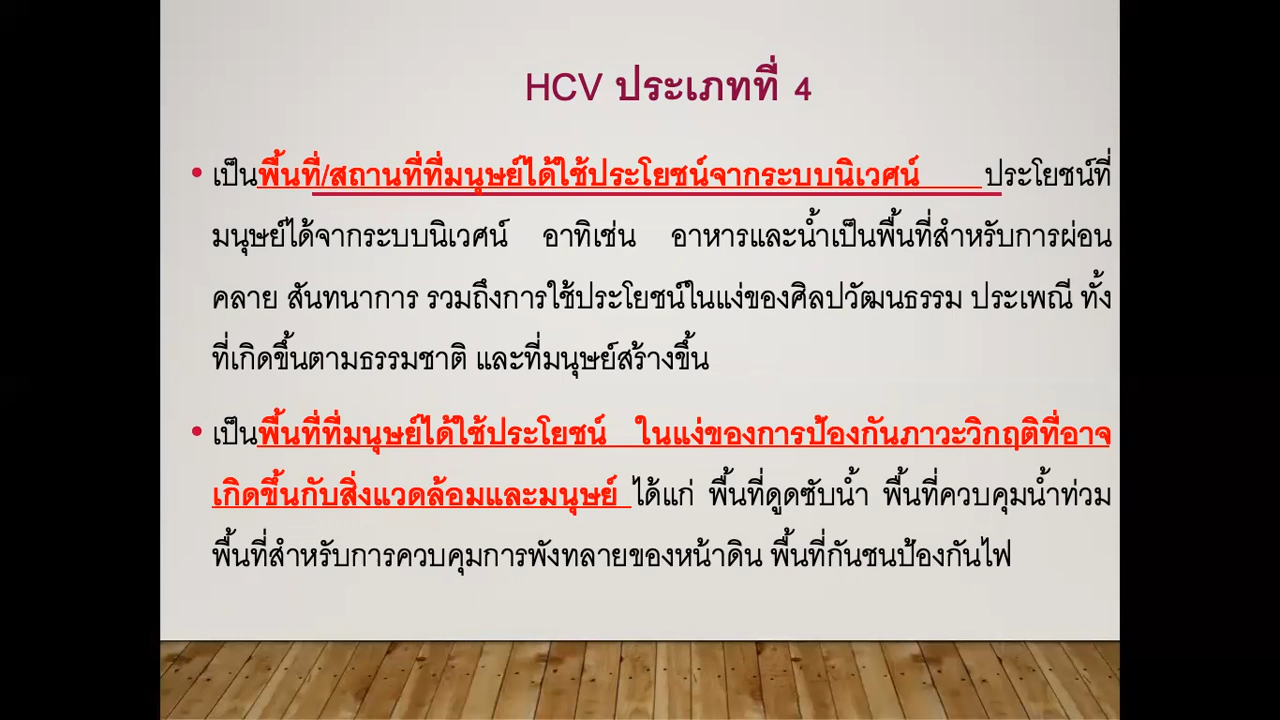 HCV ประเภทที่ 4
• เป็นพื้นที่/สถานที่ที่มนุษย์ได้ใช้ประโยชน์จากระบบนิเวศน์ ประโยชน์ที่
มนุษย์ได้จากระบบนิเวศน์ อาทิเช่น อาหารและน้ำเป็นพื้นที่สำหรับการผ่อน
คลาย สันทนาการ รวมถึงการใช้ประโยชน์ในแง่ของศิลปวัฒนธรรม ประเพณี ทั้ง
ที่เกิดขึ้นตามธรรมชาติ และที่มนุษย์สร้างขึ้น
• เป็นพื้นที่ที่มนุษย์ได้ใช้ประโยชน์ ในแง่ของการป้องกันภาวะวิกฤติที่อาจ
เกิดขึ้นกับสิ่งแวดล้อมและมนุษย์ ได้แก่ พื้นที่ดูดซับน้ำ พื้นที่ควบคุมน้ำท่วม
พื้นที่สำหรับการควบคุมการพังทลายของหน้าดิน พื้นที่กันชนป้องกันไฟ